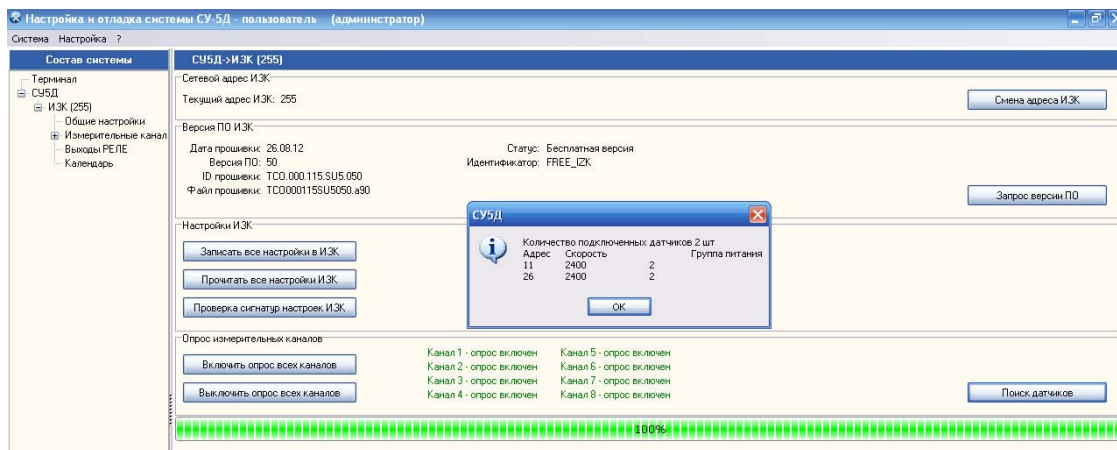 Настройка и отладка системы СУ-5Д - пользователь (администратор)
Система Настройка ?
Состав системы
Терминал
СУ5Д
ИЗК (255)
Общие настройки
Измерительные канал
Выходы РЕЛЕ
Календарь
СУ5Д->ИЗК (255)
Сетевой адрес ИЗК
Текущий адрес ИЗК: 255
Смена адреса ИЗК
Версия ПО ИЗК
Дата прошивки: 26.08.12 Статус: Бесплатная версия
Версия ПО: 50 Идентификатор: FREE_IZK
ID прошивки: TCO.000.115.SU5.050
Файл прошивки: TCO000115SU5050.a90
Запрос версии ПО
Настройки ИЗК
Записать все настройки в ИЗК
Прочитать все настройки ИЗК
Проверка сигнатур настроек ИЗК
СУ5Д
Количество подключенных датчиков 2 шт
Адрес Скорость Группа питания
11 2400 2
26 2400 2
OK
Опрос измерительных каналов
Включить опрос всех каналов
Выключить опрос всех каналов
Канал 1 - опрос включен Канал 5 - опрос включен
Канал 2 - опрос включен Канал 6 - опрос включен
Канал 3 - опрос включен Канал 7 - опрос включен
Канал 4 - опрос включен Канал 8 - опрос включен
Поиск датчиков
100%